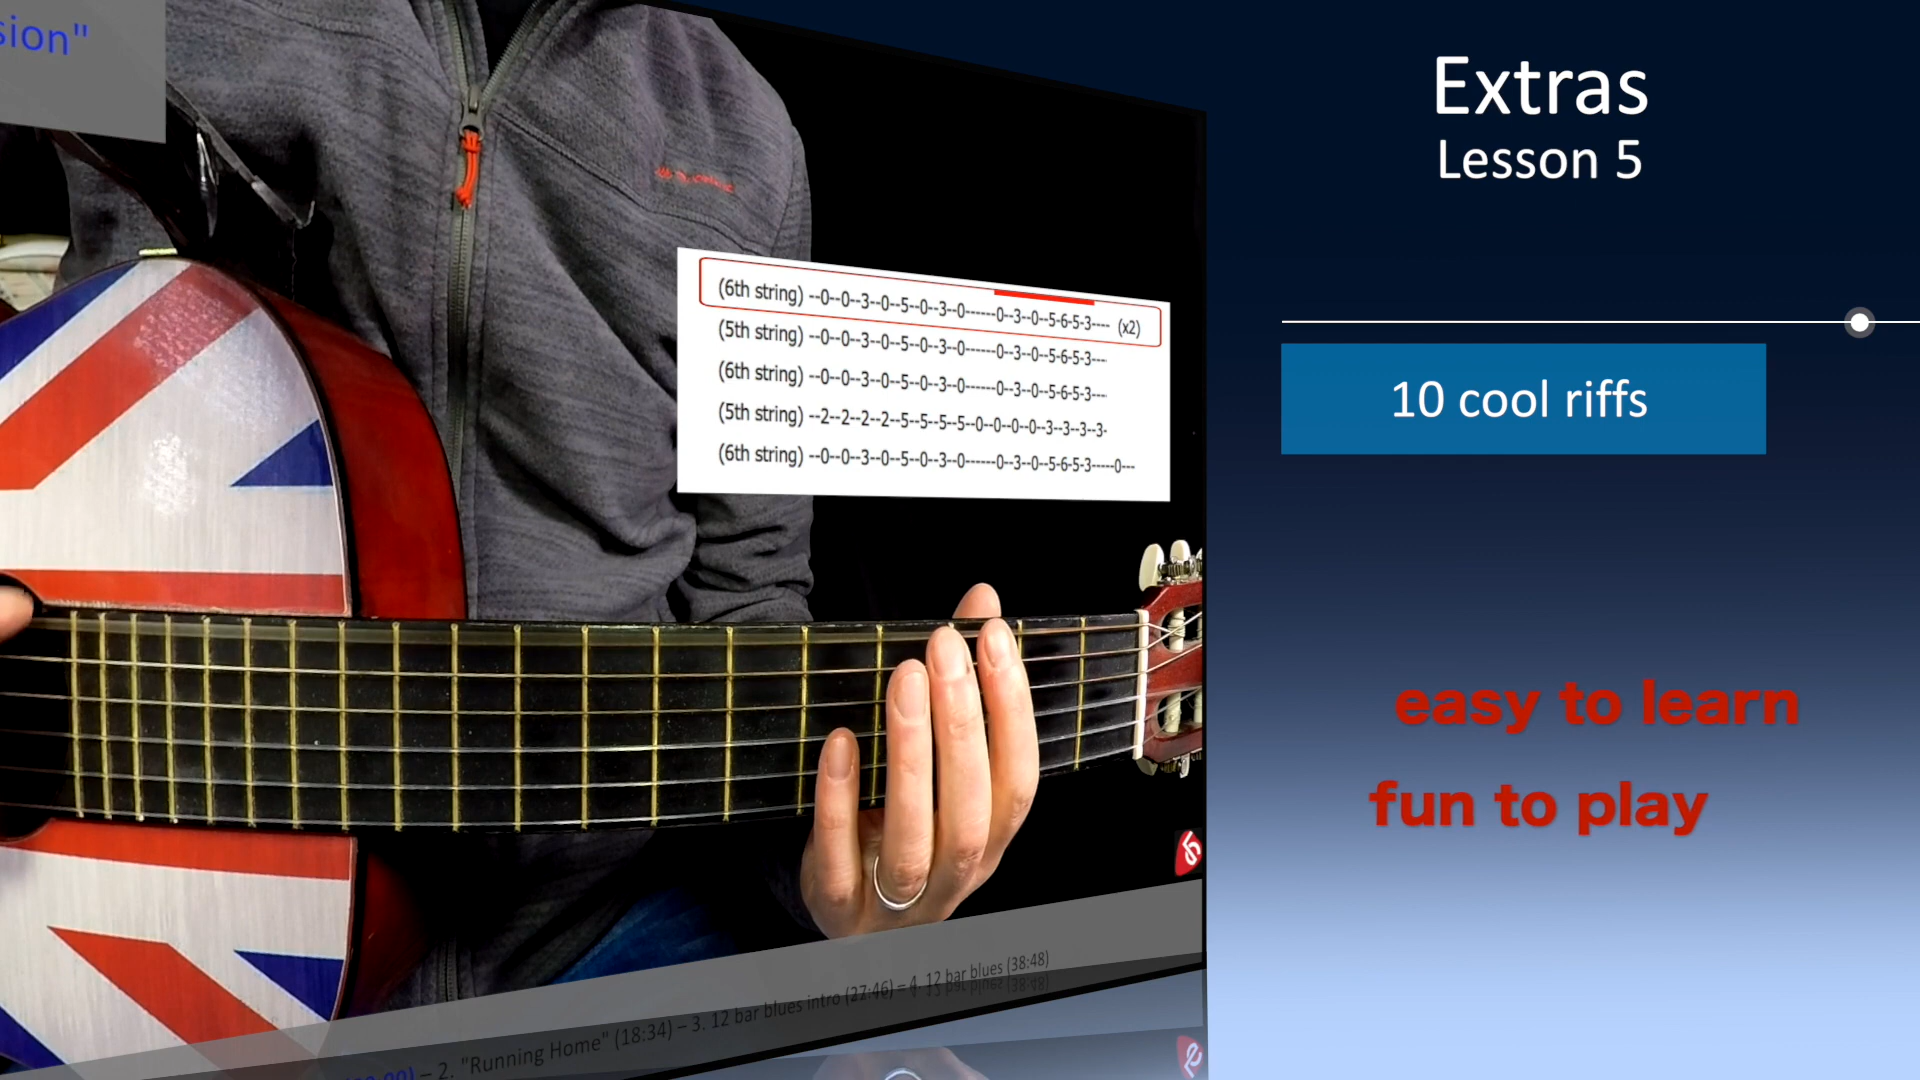 sion"
Extras
Lesson 5
10 cool riffs
(6th string) --0--0--3--0--5--0--3--0------0--3--0--5-6-5-3---- (x2)
(5th string) --0--0--3--0--5--0--3--0------0--3--0--5-6-5-3----
(6th string) --0--0--3--0--5--0--3--0------0--3--0--5-6-5-3----
(5th string) --2--2--2--2--5--5--5--5--0--0--0--0--3--3--3--3-
(6th string) --0--0--3--0--5--0--3--0------0--3--0--5-6-5-3-----0---
easy to learn
fun to play
– 2. "Running Home" (18:34) – 3. 12 bar blues intro (27:46) – 4. 12 bar blues (38:48)